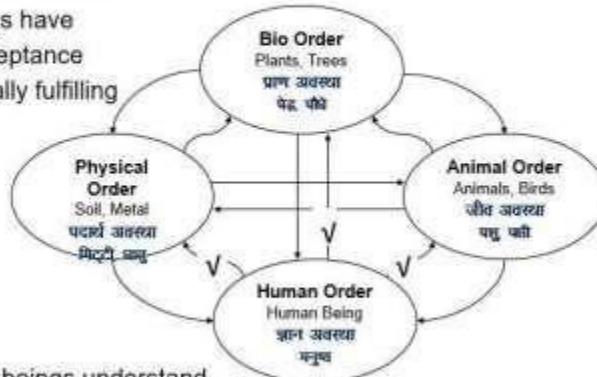 s have
eptance
ally fulfilling
Bio Order
Plants, Trees
प्राण अवस्था
पेड़ पौधे
Physical
Order
Soil, Metal
पदार्थ अवस्था
मिट्टी धातु
Animal Order
Animals, Birds
जीव अवस्था
पशु पक्षी
√
√
√
Human Order
Human Being
ज्ञान अवस्था
मनुष्य
beings understand